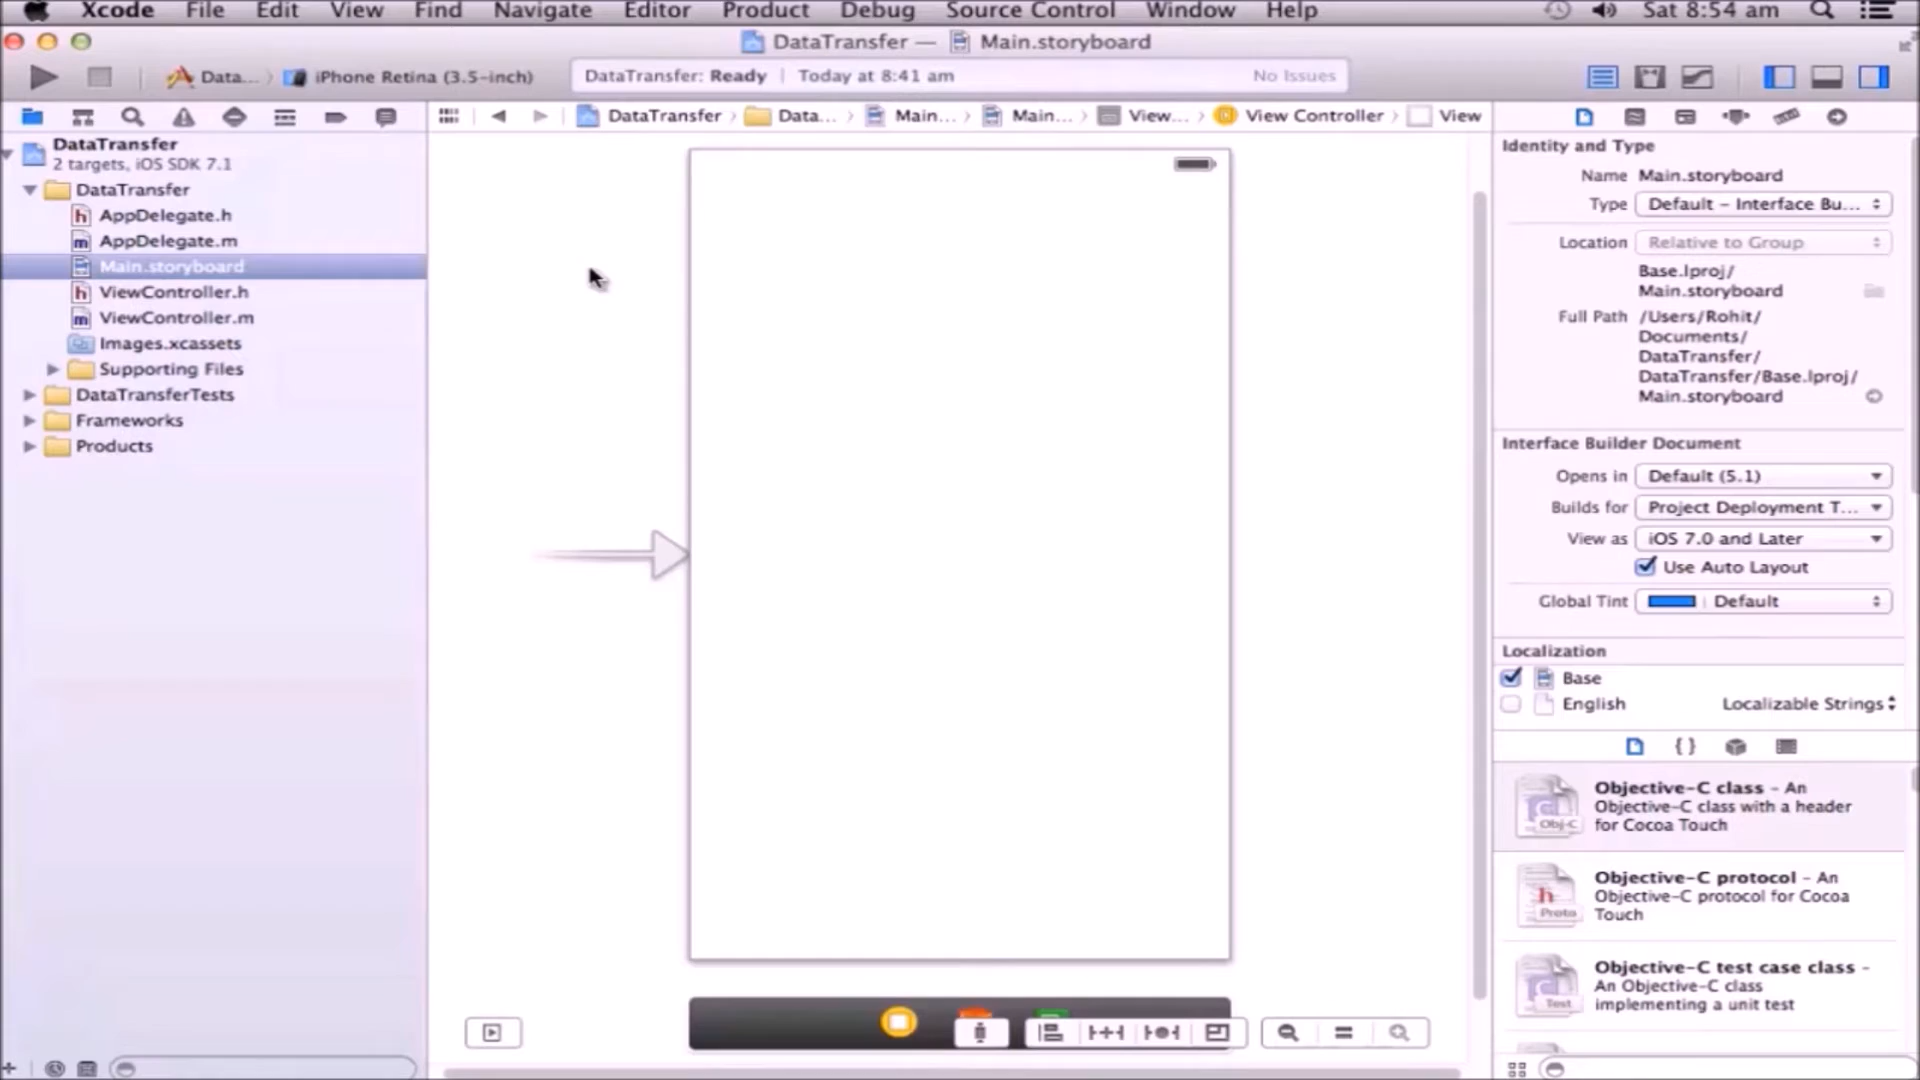 Xcode File Edit View Find Navigate Editor Product Debug Source Control Window Help Sat 8:54 am
DataTransfer — Main.storyboard
Data... iPhone Retina (3.5-inch) DataTransfer: Ready Today at 8:41 am No Issues
DataTransfer Data... Main... Main... View... View Controller View
DataTransfer
2 targets, iOS SDK 7.1
DataTransfer
AppDelegate.h
AppDelegate.m
Main.storyboard
ViewController.h
ViewController.m
Images.xcassets
Supporting Files
DataTransferTests
Frameworks
Products
Identity and Type
Name Main.storyboard
Type Default - Interface Bu...
Location Relative to Group
Base.lproj/
Main.storyboard
Full Path /Users/Rohit/
Documents/
DataTransfer/
DataTransfer/Base.lproj/
Main.storyboard
Interface Builder Document
Opens in Default (5.1)
Builds for Project Deployment T...
View as iOS 7.0 and Later
Use Auto Layout
Global Tint Default
Localization
Base
English Localizable Strings
{ }
Objective-C class - An
Objective-C class with a header
for Cocoa Touch
Obj-C
Objective-C protocol - An
Objective-C protocol for Cocoa
Touch
h
Proto
Objective-C test case class -
An Objective-C class
implementing a unit test
Test